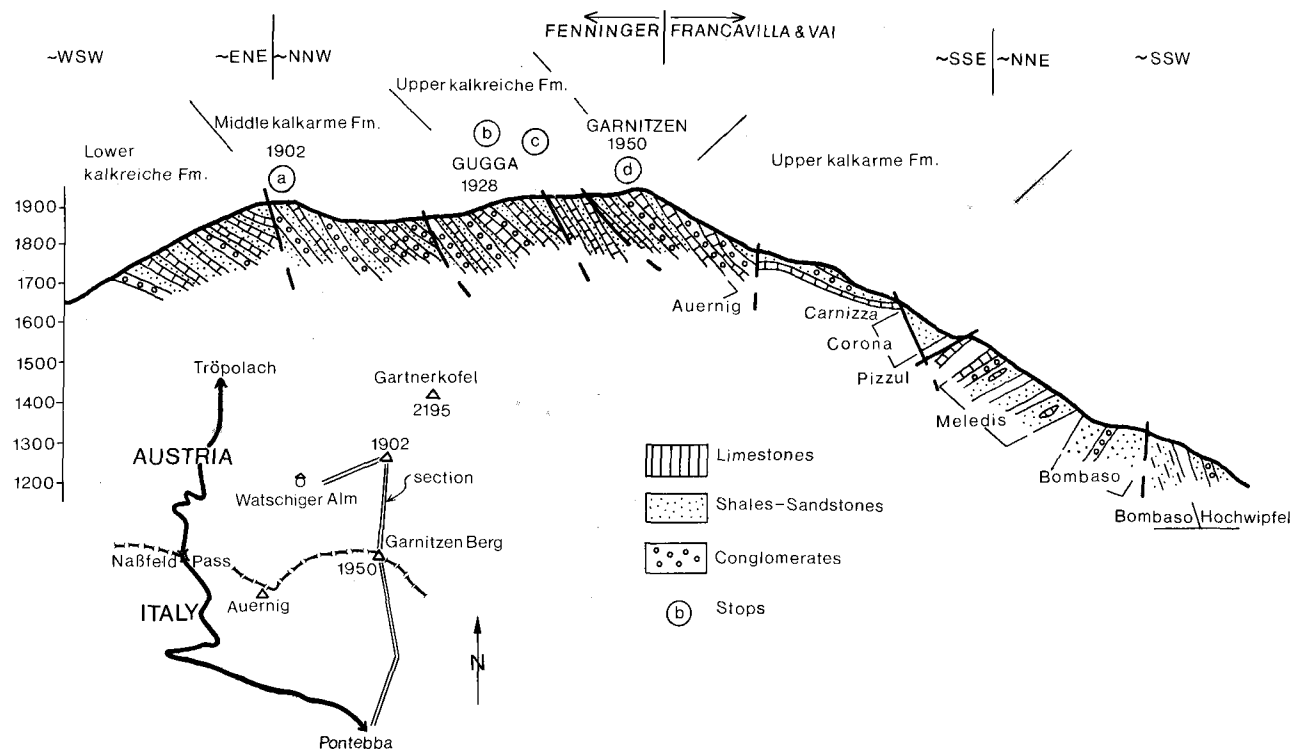 FENNINGER FRANCAVILLA & VAI
~WSW ~ENE ~NNW ~SSE ~NNE ~SSW
Upper kalkreiche Fm.
Middle kalkarme Fm.
Lower
kalkreiche Fm.
1902
a
b
c
GUGGA
1928
GARNITZEN
1950
d
Upper kalkarme Fm.
1900
1800
1700
1600
1500
1400
1300
1200
Auernig
Carnizza
Corona
Pizzul
Meledis
Bombaso
Bombaso Hochwipfel
Tröpolach
AUSTRIA
Gartnerkofel
2195
1902
Watschiger Alm
section
Naßfeld Pass
Garnitzen Berg
1950
Auernig
ITALY
N
Pontebba
Limestones
Shales-Sandstones
Conglomerates
b Stops